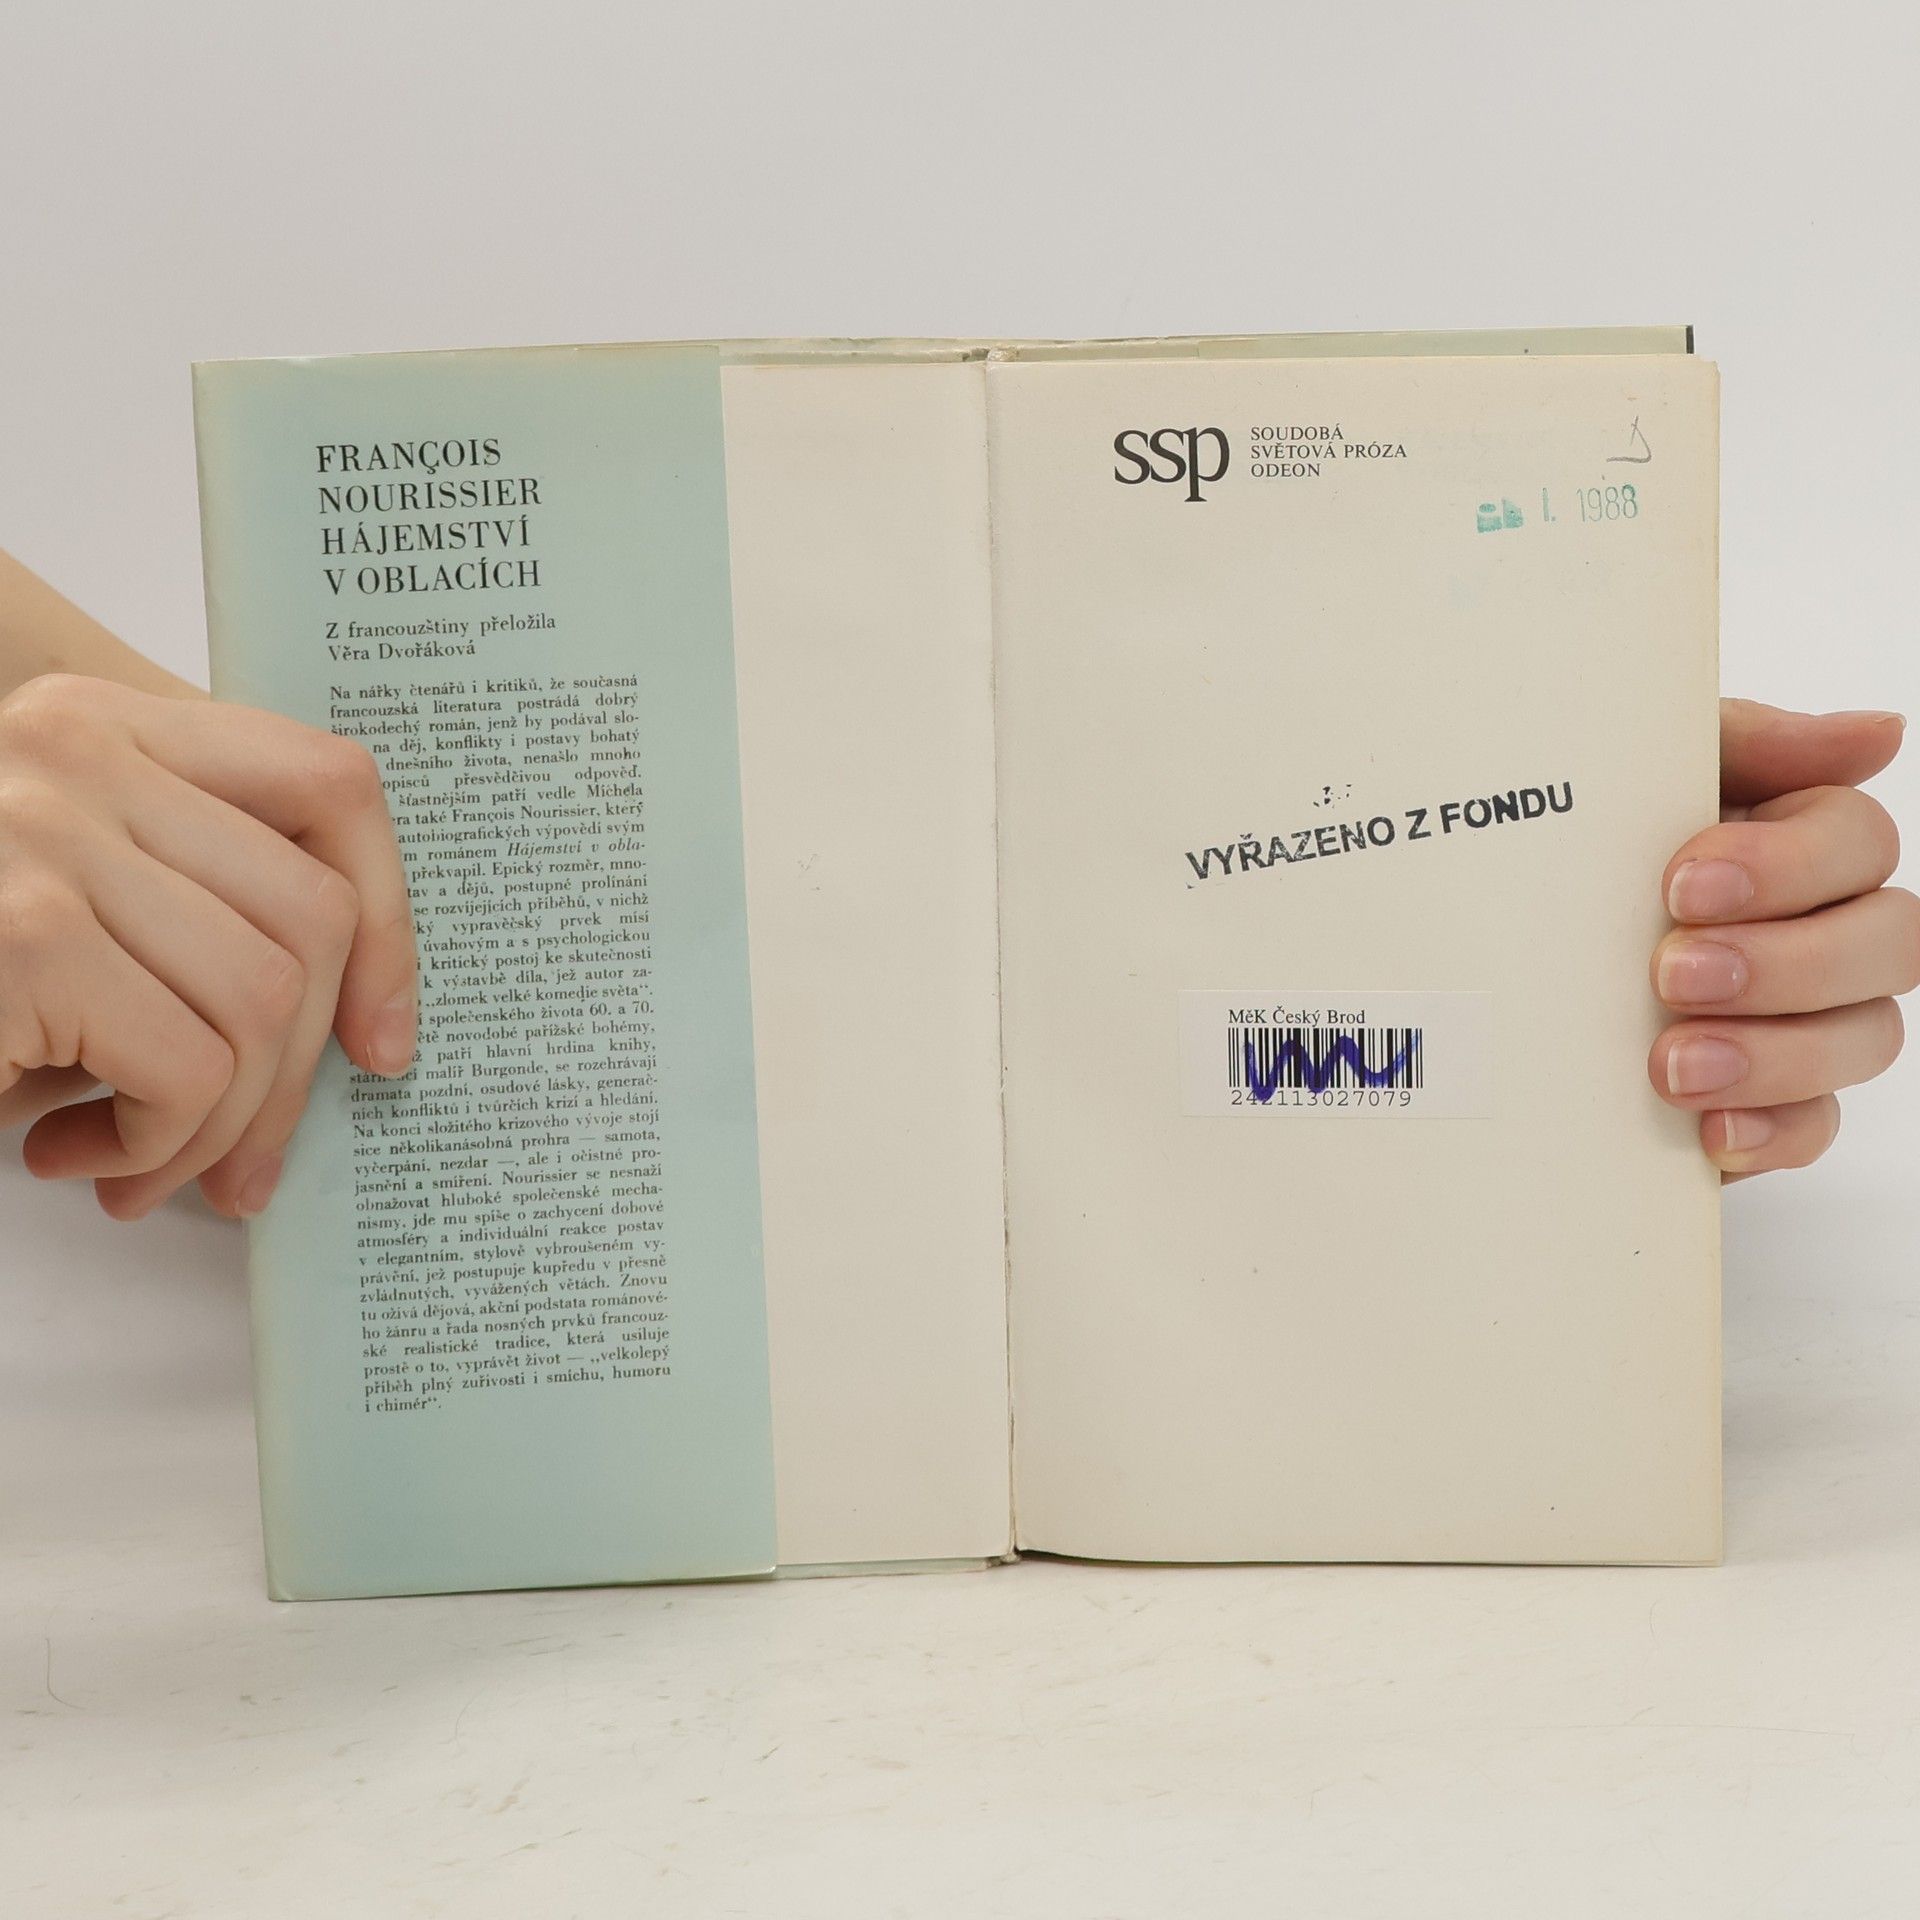 FRANÇOIS
NOURISSIER
HÁJEMSTVÍ
V OBLACÍCH
Z francouzštiny přeložila
Věra Dvořáková
Na nářky čtenářů i kritiků, že současná
francouzská literatura postrádá dobrý
širokodechý román, jenž by podával slo-
na děj, konflikty i postavy bohatý
dnešního života, nenašlo mnoho
opisců přesvědčivou odpověď.
šťastnějším patří vedle Michela
era také François Nourissier, který
autobiografických výpovědí svým
m románem Hájemství v obla-
překvapil. Epický rozměr, mno-
tav a dějů, postupné prolínání
se rozvíjejících příběhů, v nichž
ký vypravěčský prvek mísí
úvahovým a s psychologickou
í kritický postoj ke skutečnosti
k výstavbě díla, jež autor za-
„zlomek velké komedie světa“.
í společenského života 60. a 70.
ětě novodobé pařížské bohémy,
ž patří hlavní hrdina knihy,
stárnoucí malíř Burgonde, se rozehrávají
dramata pozdní, osudové lásky, generač-
ních konfliktů i tvůrčích krizí a hledání.
Na konci složitého krizového vývoje stojí
sice několikanásobná prohra — samota,
vyčerpání, nezdar —, ale i očistné pro-
jasnění a smíření. Nourissier se nesnaží
obnažovat hluboké společenské mecha-
nismy, jde mu spíše o zachycení dobové
atmosféry a individuální reakce postav
v elegantním, stylově vybroušeném vy-
právění, jež postupuje kupředu v přesně
zvládnutých, vyvážených větách. Znovu
tu ožívá dějová, akční podstata románové-
ho žánru a řada nosných prvků francouz-
ské realistické tradice, která usiluje
prostě o to, vyprávět život — „velkolepý
příběh plný zuřivosti i smíchu, humoru
i chimér“.
ssp
SOUDOBÁ
SVĚTOVÁ PRÓZA
ODEON
I. 1988
VYŘAZENO Z FONDU
MěK Český Brod
242113027079